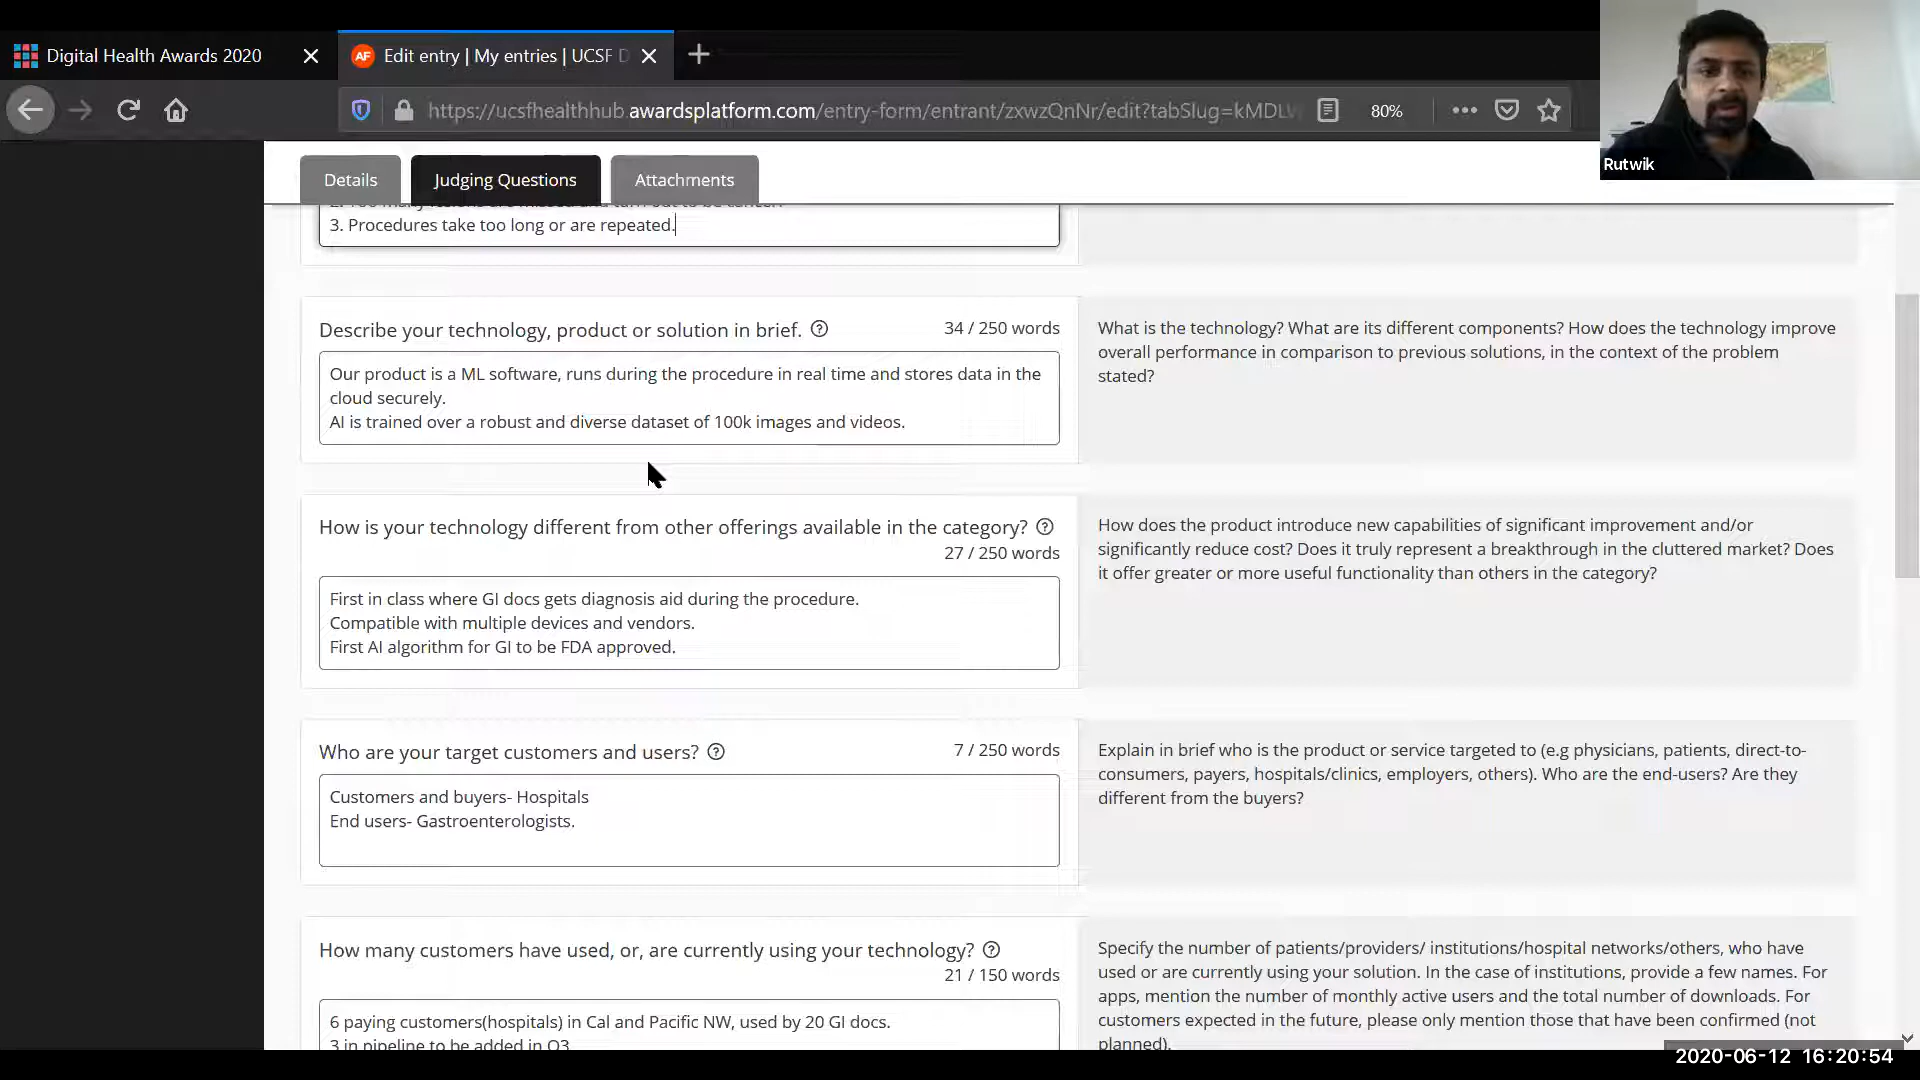 Digital Health Awards 2020
AF Edit entry | My entries | UCSF D
https://ucsfhealthhub.awardsplatform.com/entry-form/entrant/zxwzQnNr/edit?tabSlug=kMDLW
80%
Rutwik
Details
Judging Questions
Attachments
3. Procedures take too long or are repeated.
Describe your technology, product or solution in brief.
34 / 250 words
Our product is a ML software, runs during the procedure in real time and stores data in the
cloud securely.
AI is trained over a robust and diverse dataset of 100k images and videos.
What is the technology? What are its different components? How does the technology improve
overall performance in comparison to previous solutions, in the context of the problem
stated?
How is your technology different from other offerings available in the category?
27 / 250 words
First in class where GI docs gets diagnosis aid during the procedure.
Compatible with multiple devices and vendors.
First AI algorithm for GI to be FDA approved.
How does the product introduce new capabilities of significant improvement and/or
significantly reduce cost? Does it truly represent a breakthrough in the cluttered market? Does
it offer greater or more useful functionality than others in the category?
Who are your target customers and users?
7 / 250 words
Customers and buyers- Hospitals
End users- Gastroenterologists.
Explain in brief who is the product or service targeted to (e.g physicians, patients, direct-to-
consumers, payers, hospitals/clinics, employers, others). Who are the end-users? Are they
different from the buyers?
How many customers have used, or, are currently using your technology?
21 / 150 words
6 paying customers(hospitals) in Cal and Pacific NW, used by 20 GI docs.
3 in pipeline to be added in Q3
Specify the number of patients/providers/ institutions/hospital networks/others, who have
used or are currently using your solution. In the case of institutions, provide a few names. For
apps, mention the number of monthly active users and the total number of downloads. For
customers expected in the future, please only mention those that have been confirmed (not
planned).
2020-06-12 16:20:54